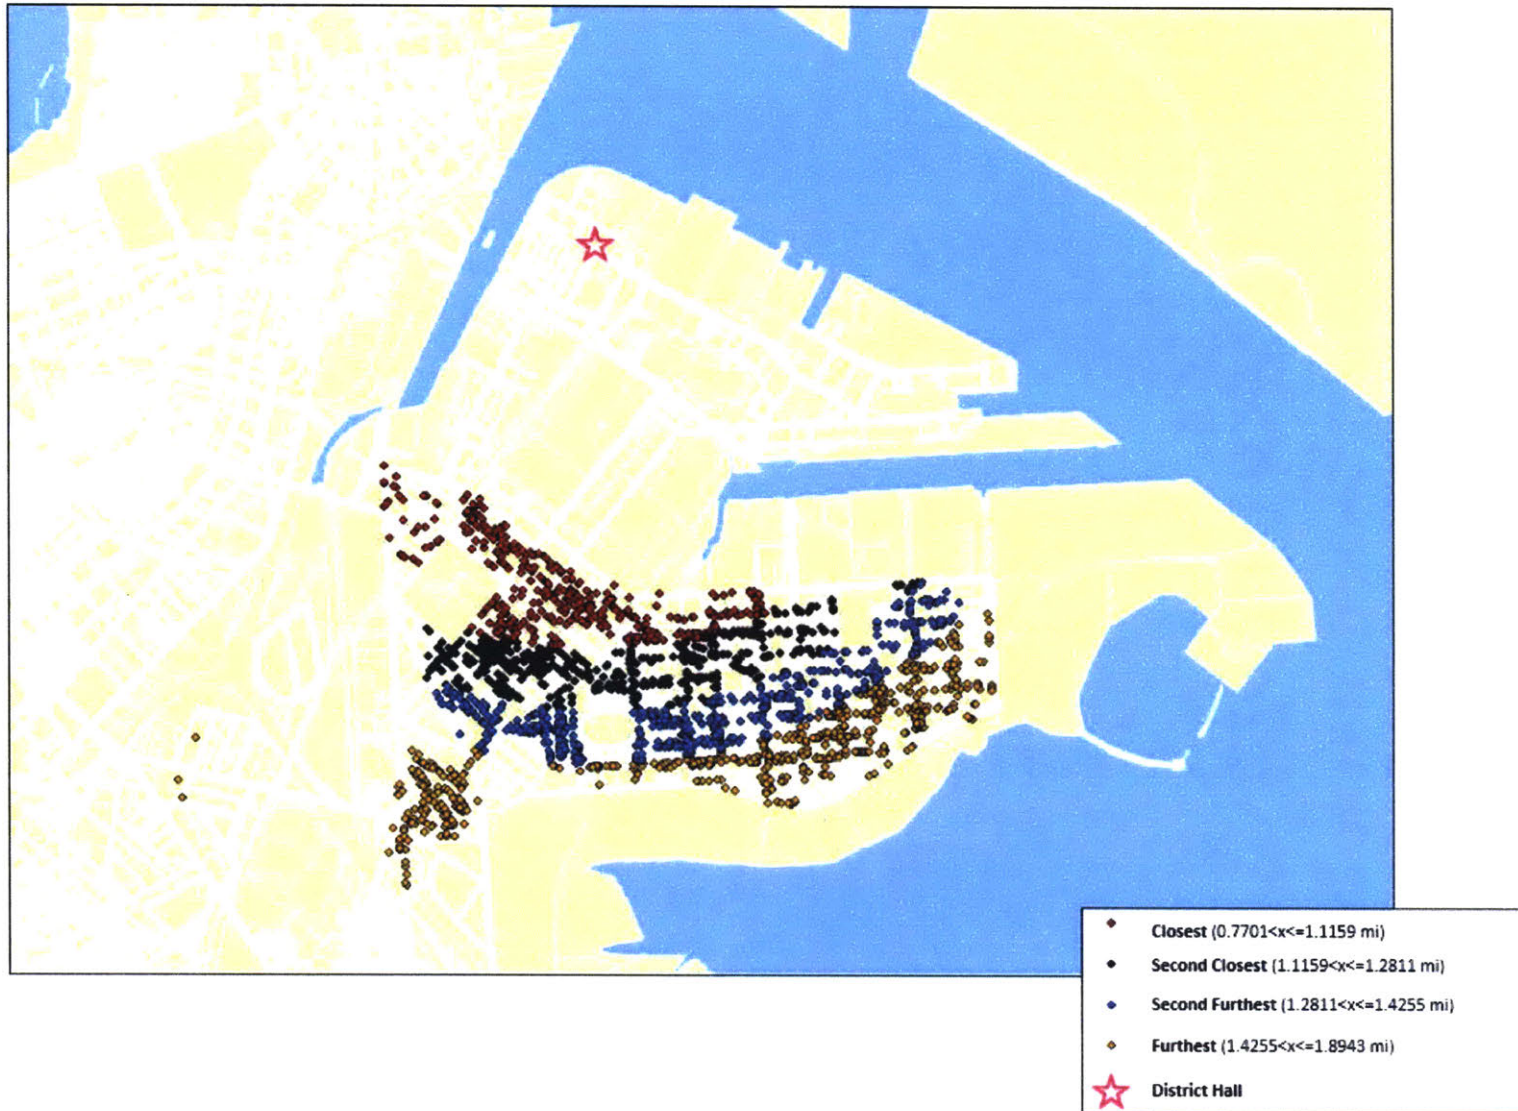 Closest (0.7701<x<=1.1159 mi)
Second Closest (1.1159<x<=1.2811 mi)
Second Furthest (1.2811<x<=1.4255 mi)
Furthest (1.4255<x<=1.8943 mi)
District Hall